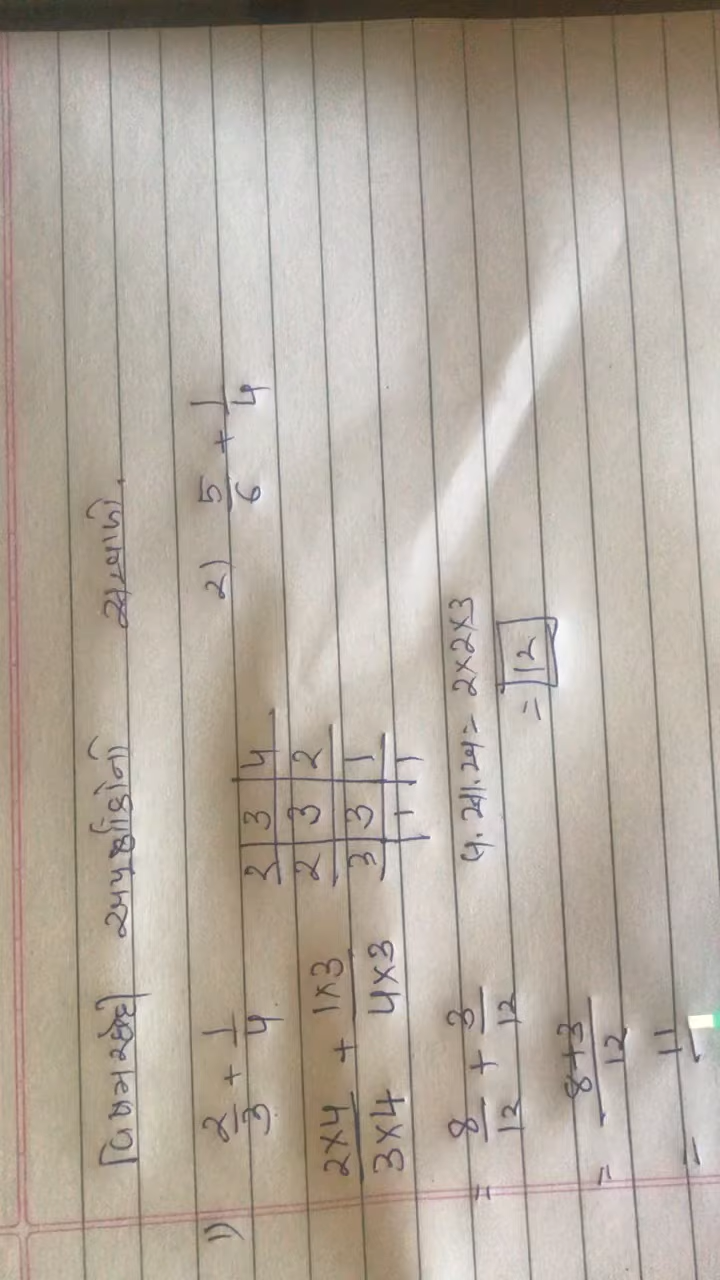 વિષમચ્છેદી અપૂર્ણાંકોનો સરવાળો.
1) 2/3 + 1/4
2) 5/6 + 1/4
2 | 3 | 4
2 | 3 | 2
3 | 3 | 1
1 | 1
2×4/3×4 + 1×3/4×3
= 8/12 + 3/12
લ.સા.અ. = 2×2×3
= 12
= 8+3/12
= 11